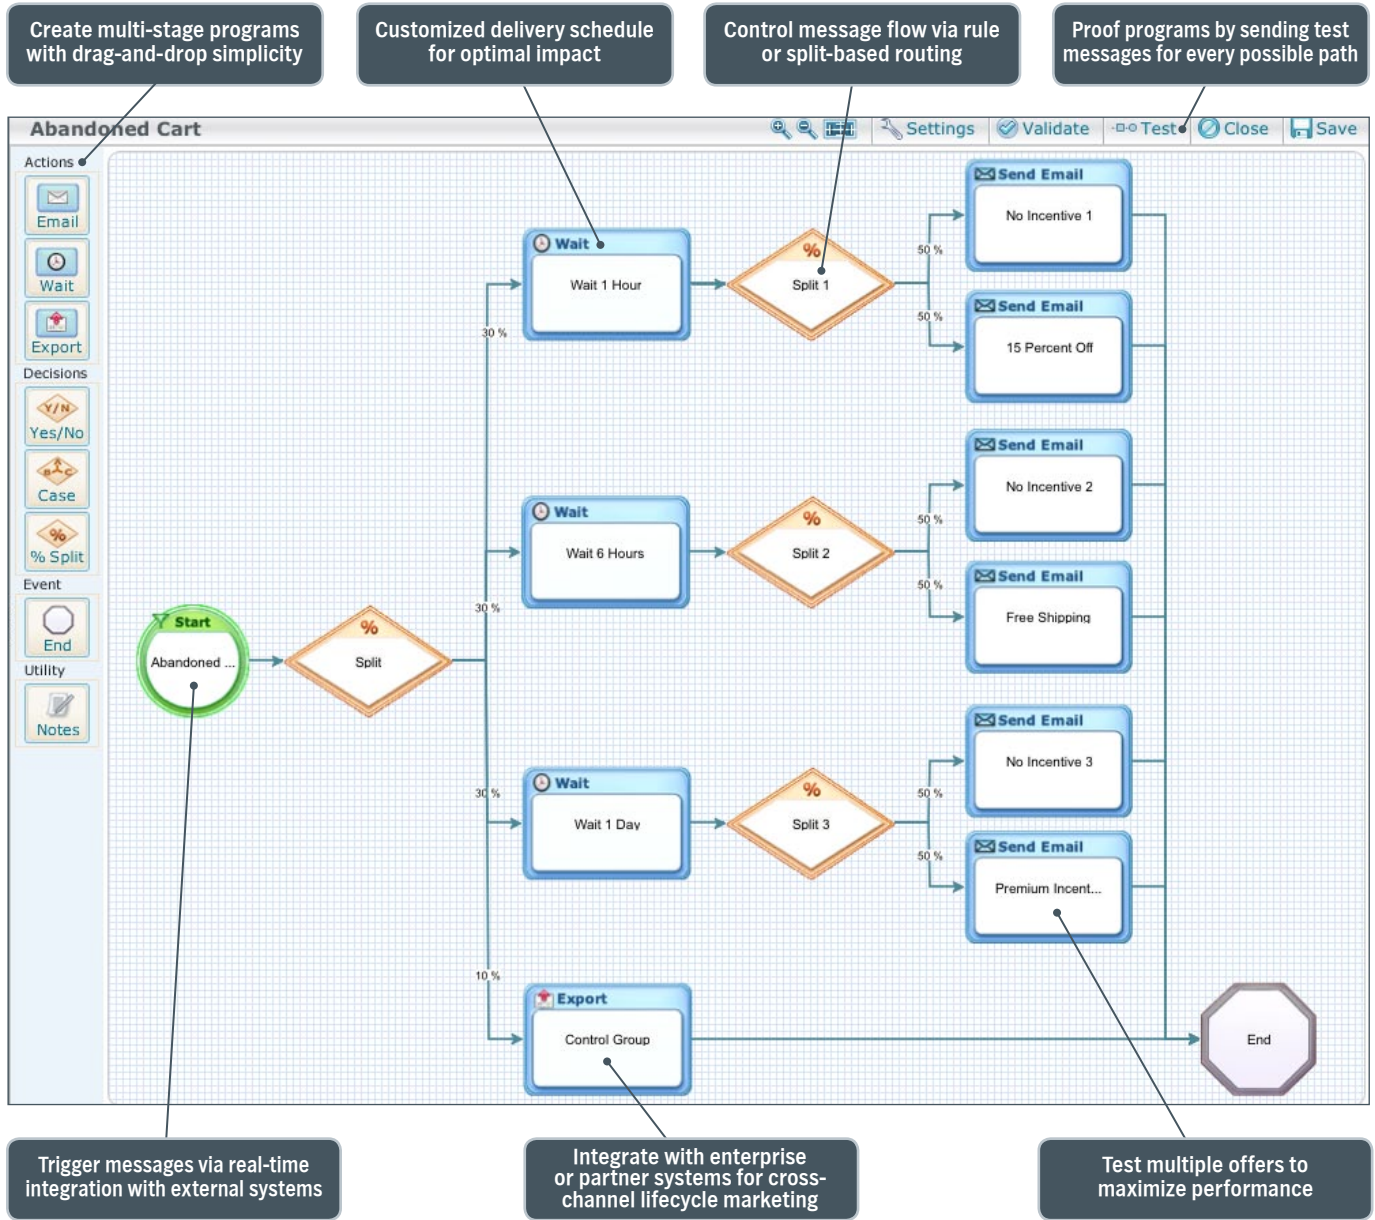 Create multi-stage programs
with drag-and-drop simplicity
Customized delivery schedule
for optimal impact
Control message flow via rule
or split-based routing
Proof programs by sending test
messages for every possible path
Abandoned Cart
Settings
Validate
Test
Close
Save
Actions
Email
Wait
Export
Decisions
Y/N
Yes/No
B A C
Case
%
% Split
Event
End
Utility
Notes
Start
Abandoned ...
%
Split
30 %
30 %
30 %
10 %
Wait
Wait 1 Hour
%
Split 1
50 %
50 %
Send Email
No Incentive 1
Send Email
15 Percent Off
Wait
Wait 6 Hours
%
Split 2
50 %
50 %
Send Email
No Incentive 2
Send Email
Free Shipping
Wait
Wait 1 Day
%
Split 3
50 %
50 %
Send Email
No Incentive 3
Send Email
Premium Incent...
Export
Control Group
End
Trigger messages via real-time
integration with external systems
Integrate with enterprise
or partner systems for cross-
channel lifecycle marketing
Test multiple offers to
maximize performance